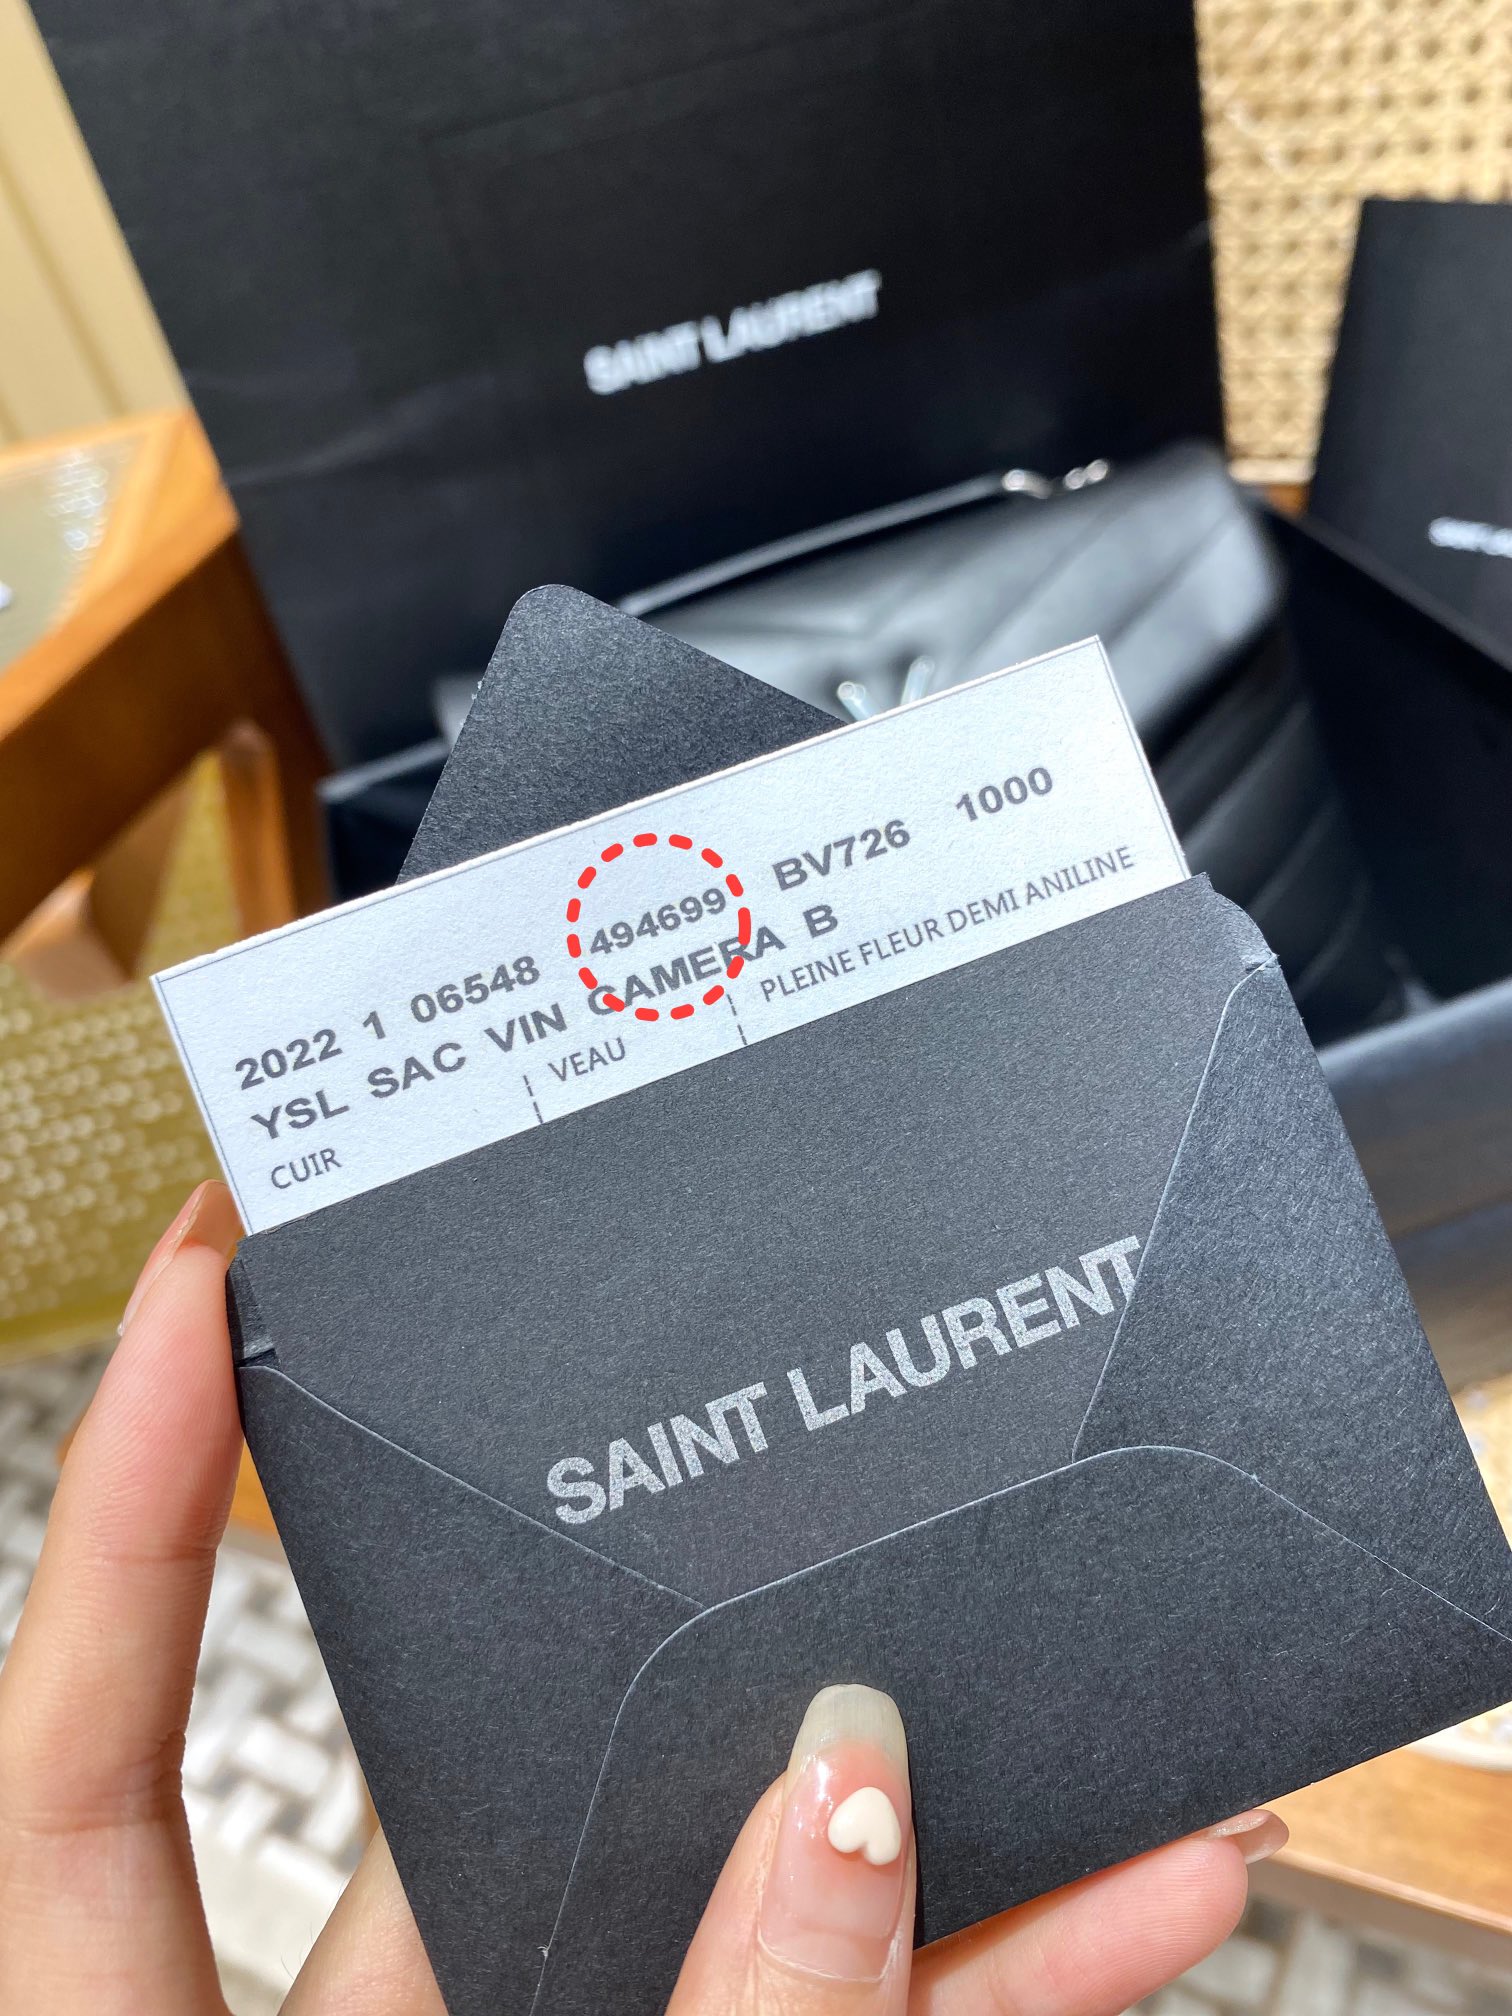 SAINT LAURENT
2022 1 06548 494699 BV726 1000
YSL SAC VIN CAMERA B
CUIR VEAU PLEINE FLEUR DEMI ANILINE
SAINT LAURENT